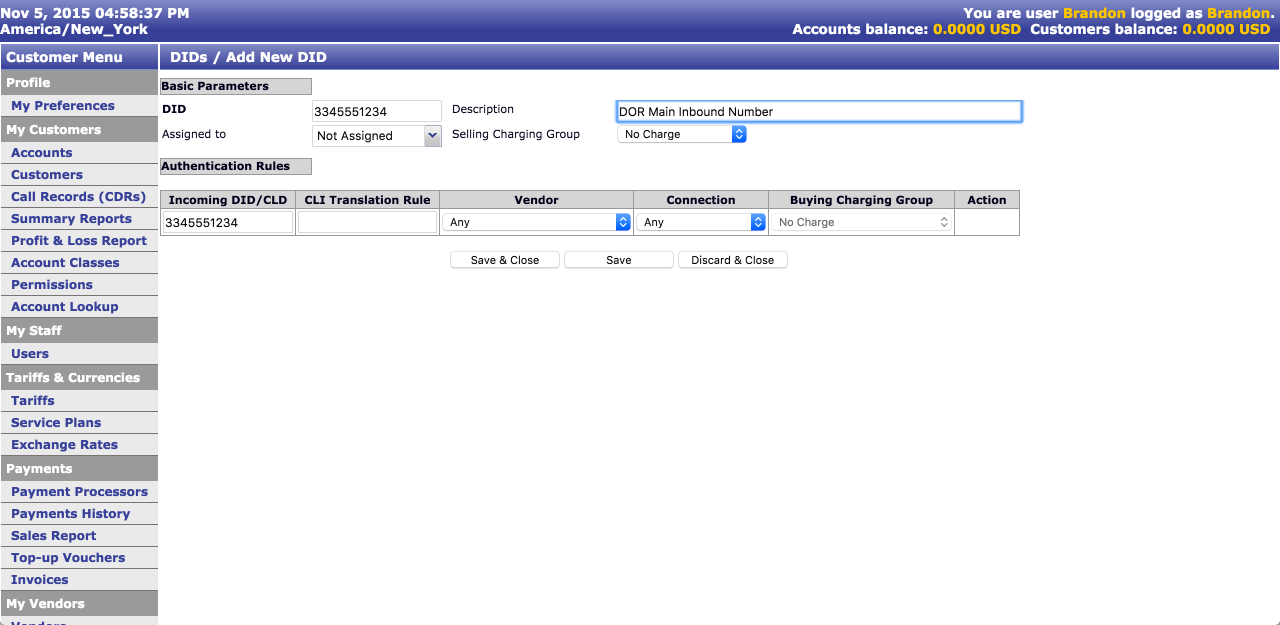 Nov 5, 2015 04:58:37 PM
America/New_York
You are user Brandon logged as Brandon.
Accounts balance: 0.0000 USD Customers balance: 0.0000 USD
Customer Menu
Profile
My Preferences
My Customers
Accounts
Customers
Call Records (CDRs)
Summary Reports
Profit & Loss Report
Account Classes
Permissions
Account Lookup
My Staff
Users
Tariffs & Currencies
Tariffs
Service Plans
Exchange Rates
Payments
Payment Processors
Payments History
Sales Report
Top-up Vouchers
Invoices
My Vendors
Vendors
DIDs / Add New DID
Basic Parameters
DID 3345551234 Description DOR Main Inbound Number
Assigned to Not Assigned Selling Charging Group No Charge
Authentication Rules
Incoming DID/CLD CLI Translation Rule Vendor Connection Buying Charging Group Action
3345551234 Any Any No Charge
Save & Close Save Discard & Close